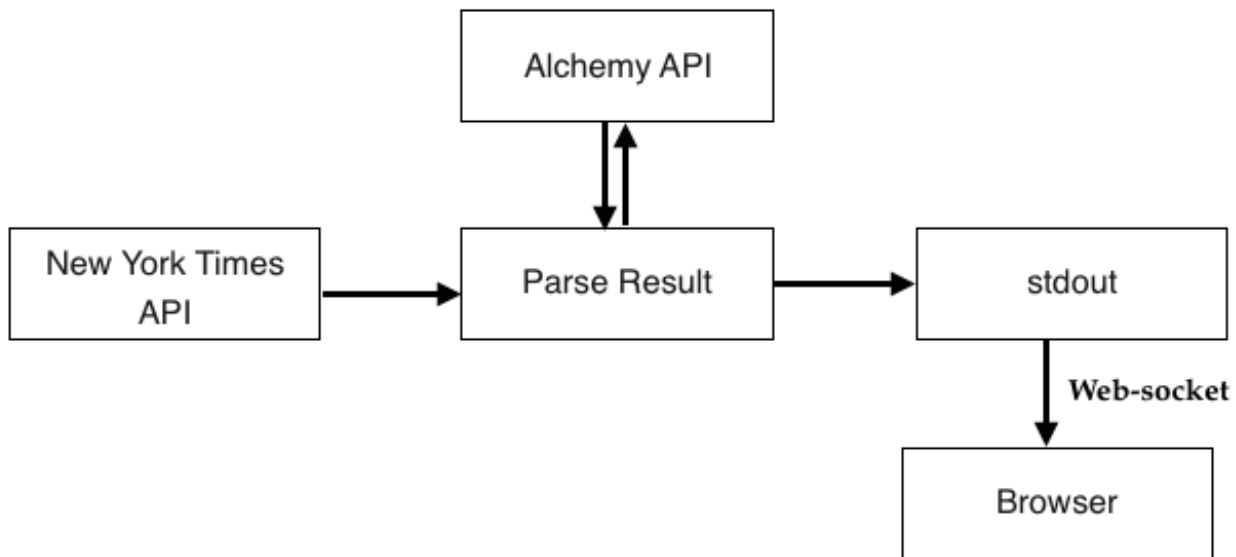 Alchemy API
New York Times
API
Parse Result
stdout
Web-socket
Browser